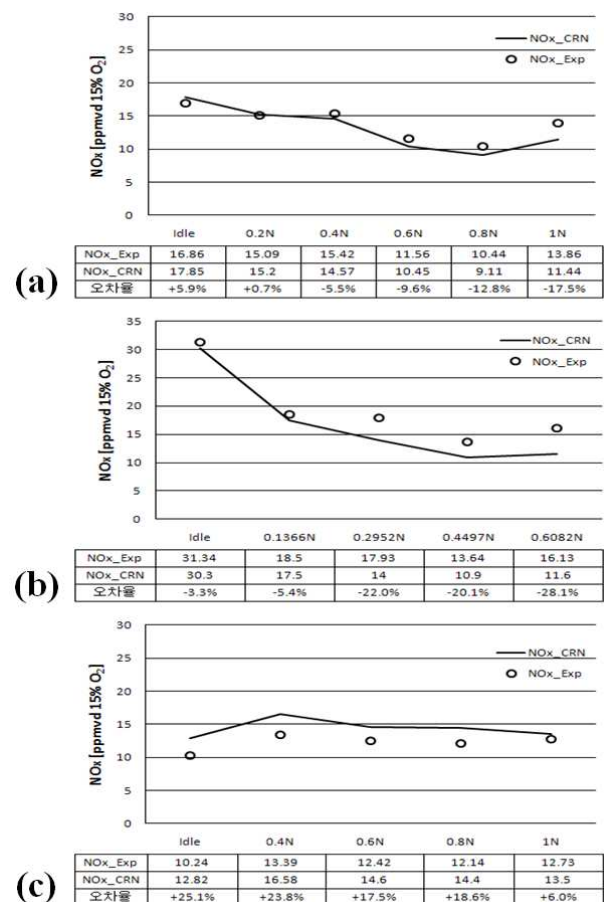 NOx [ppmvd 15% O2]
30
25
20
15
10
5
0
NOx_CRN
NOx_Exp
Idle 0.2N 0.4N 0.6N 0.8N 1N
NOx_Exp 16.86 15.09 15.42 11.56 10.44 13.86
NOx_CRN 17.85 15.2 14.57 10.45 9.11 11.44
오차율 +5.9% +0.7% -5.5% -9.6% -12.8% -17.5%
(a)
NOx [ppmvd 15% O2]
35
30
25
20
15
10
5
0
NOx_CRN
NOx_Exp
Idle 0.1366N 0.2952N 0.4497N 0.6082N
NOx_Exp 31.34 18.5 17.93 13.64 16.13
NOx_CRN 30.3 17.5 14 10.9 11.6
오차율 -3.3% -5.4% -22.0% -20.1% -28.1%
(b)
NOx [ppmvd 15% O2]
30
25
20
15
10
5
0
NOx_CRN
NOx_Exp
Idle 0.4N 0.6N 0.8N 1N
NOx_Exp 10.24 13.39 12.42 12.14 12.73
NOx_CRN 12.82 16.58 14.6 14.4 13.5
오차율 +25.1% +23.8% +17.5% +18.6% +6.0%
(c)